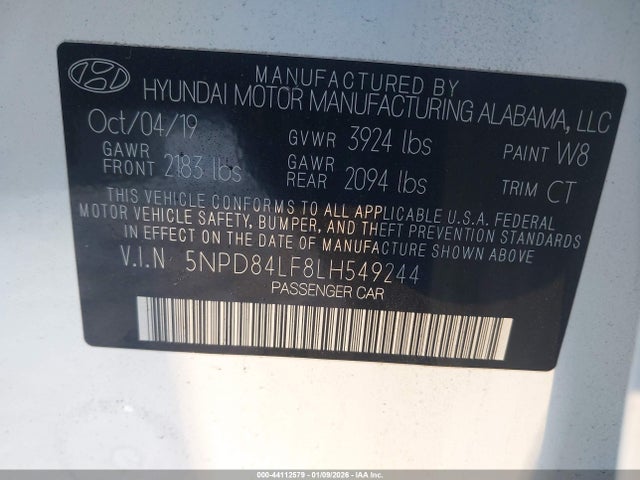 MANUFACTURED BY
HYUNDAI MOTOR MANUFACTURING ALABAMA, LLC
Oct/04/19 GVWR 3924 lbs PAINT W8
GAWR FRONT 2183 lbs GAWR REAR 2094 lbs TRIM CT
THIS VEHICLE CONFORMS TO ALL APPLICABLE U.S.A. FEDERAL
MOTOR VEHICLE SAFETY, BUMPER, AND THEFT PREVENTION STANDARDS
IN EFFECT ON THE DATE OF MANUFACTURE SHOWN ABOVE
V.I.N 5NPD84LF8LH549244
PASSENGER CAR
000-44112579 | 01/09/2026 - IAAI.COM